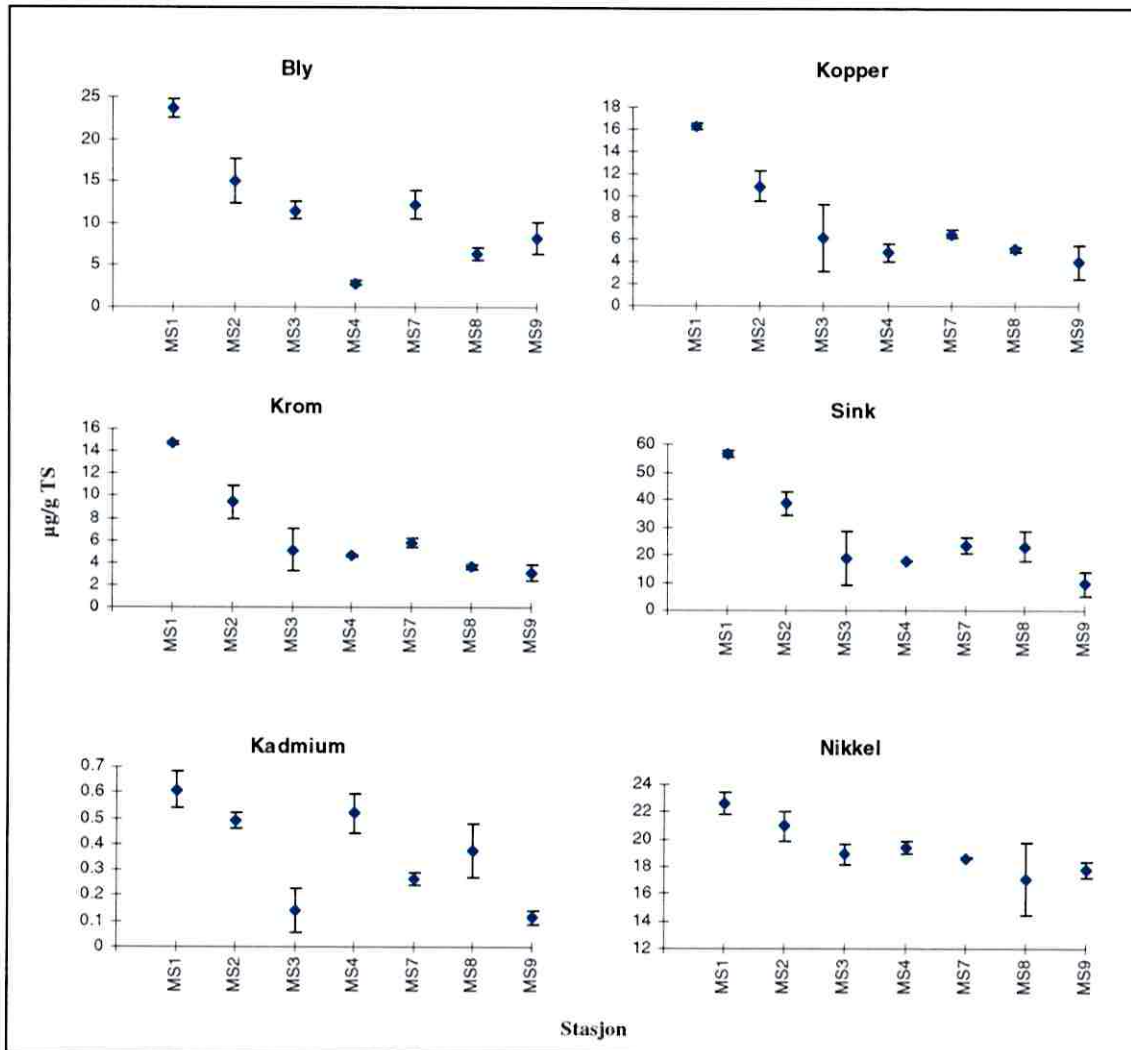 Bly
25
20
15
10
5
0
MS1
MS2
MS3
MS4
MS7
MS8
MS9
Kopper
18
16
14
12
10
8
6
4
2
0
MS1
MS2
MS3
MS4
MS7
MS8
MS9
µg/g TS
Krom
16
14
12
10
8
6
4
2
0
MS1
MS2
MS3
MS4
MS7
MS8
MS9
Sink
60
50
40
30
20
10
0
MS1
MS2
MS3
MS4
MS7
MS8
MS9
Kadmium
0.7
0.6
0.5
0.4
0.3
0.2
0.1
0
MS1
MS2
MS3
MS4
MS7
MS8
MS9
Nikkel
24
22
20
18
16
14
12
MS1
MS2
MS3
MS4
MS7
MS8
MS9
Stasjon